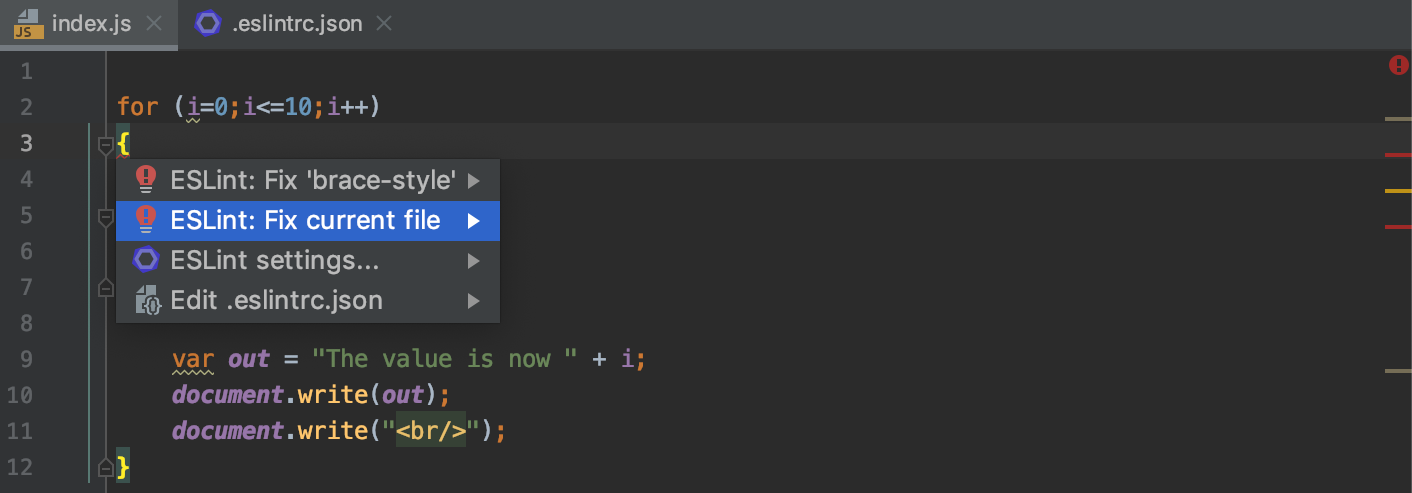 JS index.js .eslintrc.json
1
2 for (i=0;i<=10;i++)
3 {
4 ESLint: Fix 'brace-style'
5 ESLint: Fix current file
6 ESLint settings...
7 Edit .eslintrc.json
8
9 var out = "The value is now " + i;
10 document.write(out);
11 document.write("<br/>");
12 }